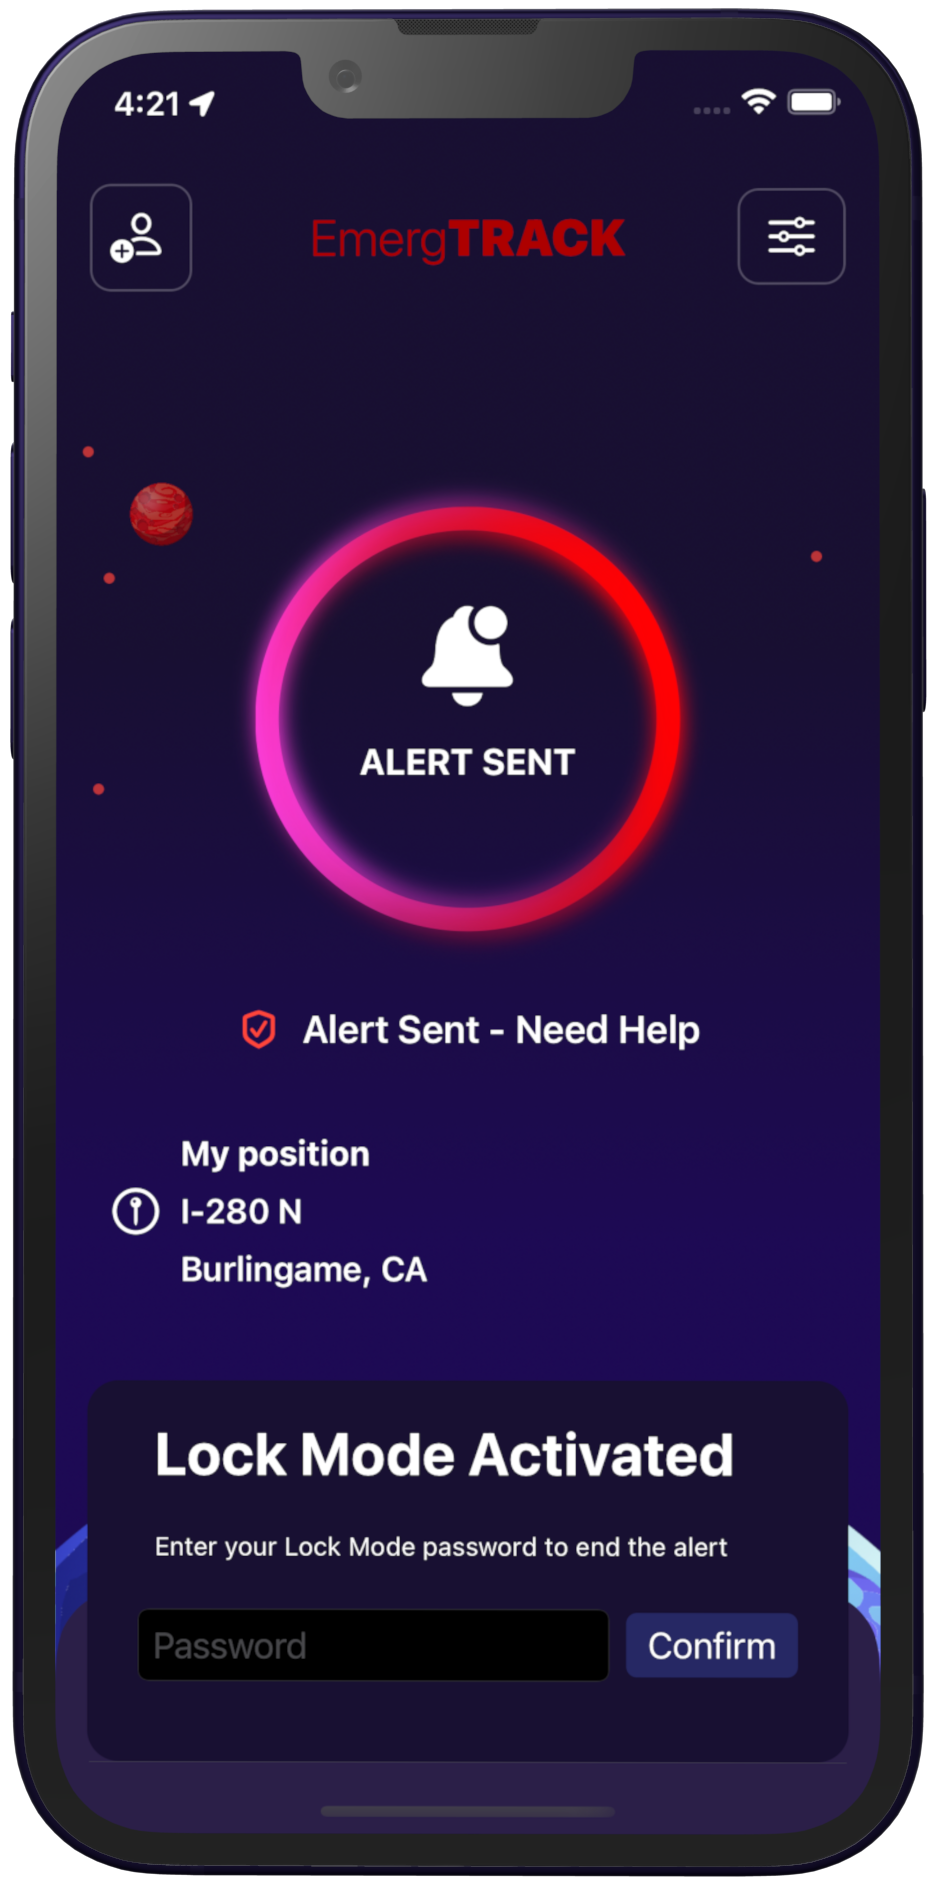 4:21
EmergTRACK
ALERT SENT
Alert Sent - Need Help
My position
I-280 N
Burlingame, CA
Lock Mode Activated
Enter your Lock Mode password to end the alert
Password
Confirm